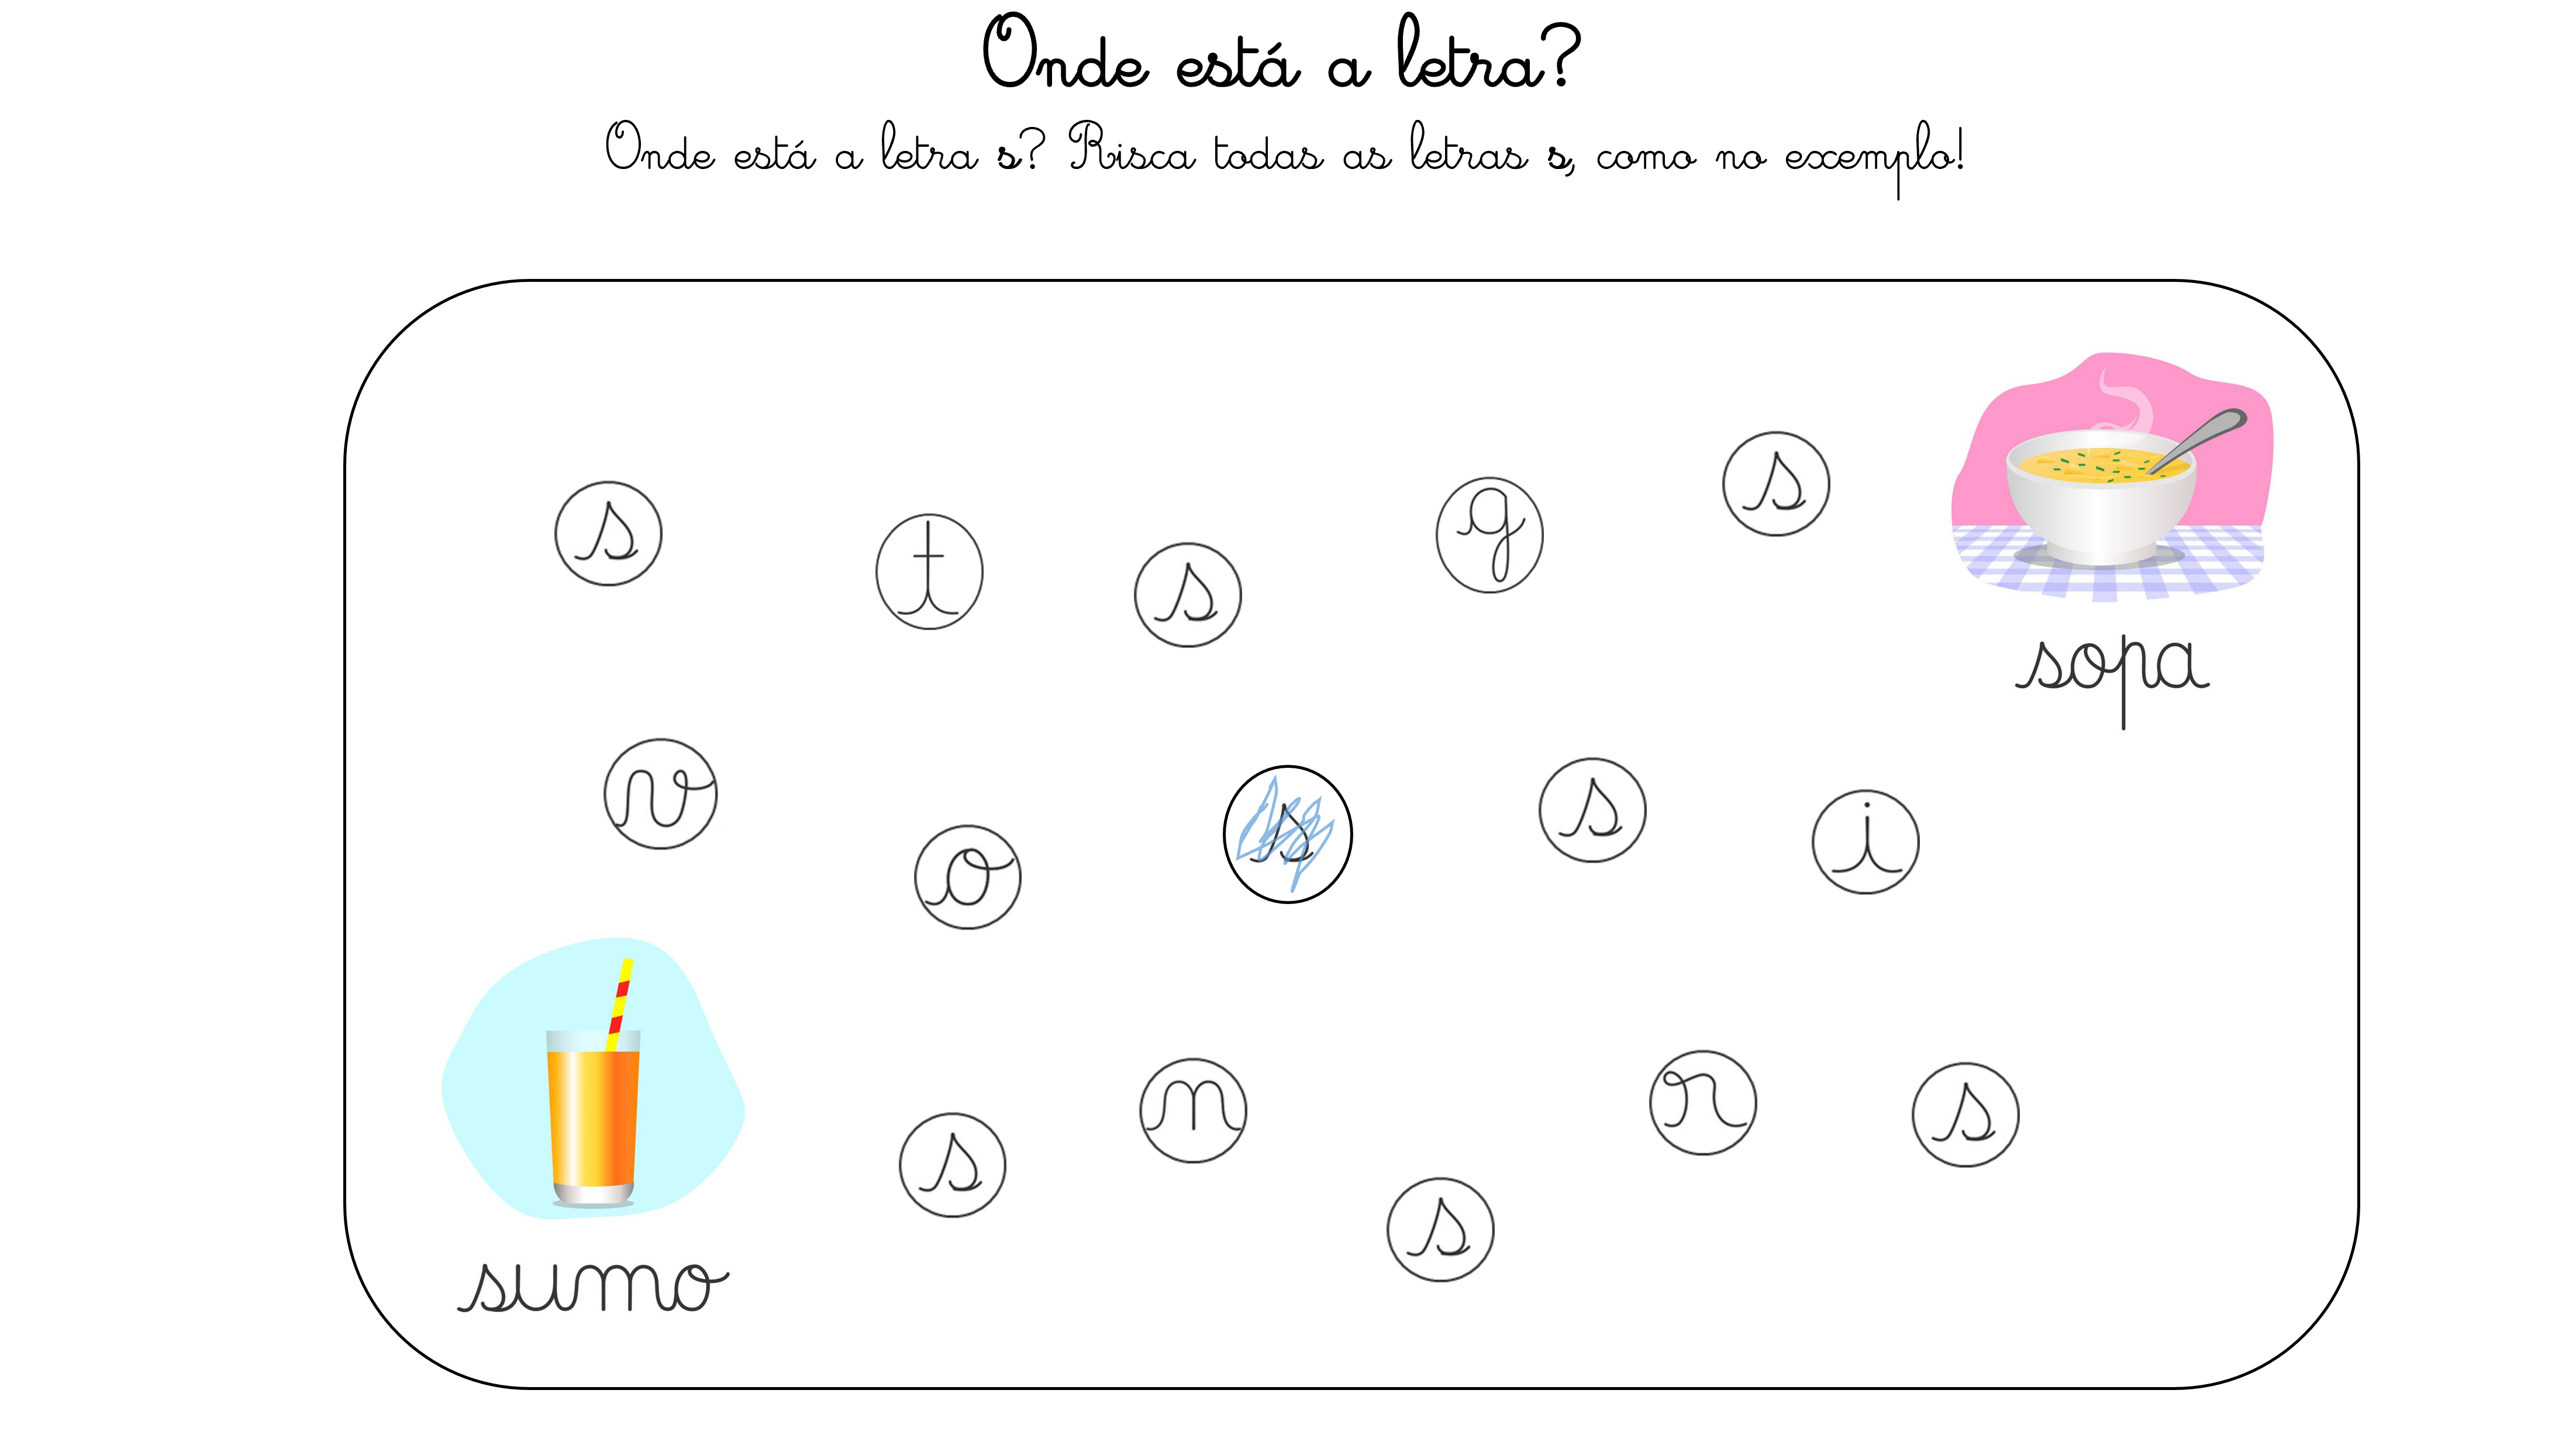 Onde está a letra?
Onde está a letra s? Risca todas as letras s, como no exemplo!
s
t
s
g
s
sopa
v
o
s
s
i
s
m
s
r
s
sumo